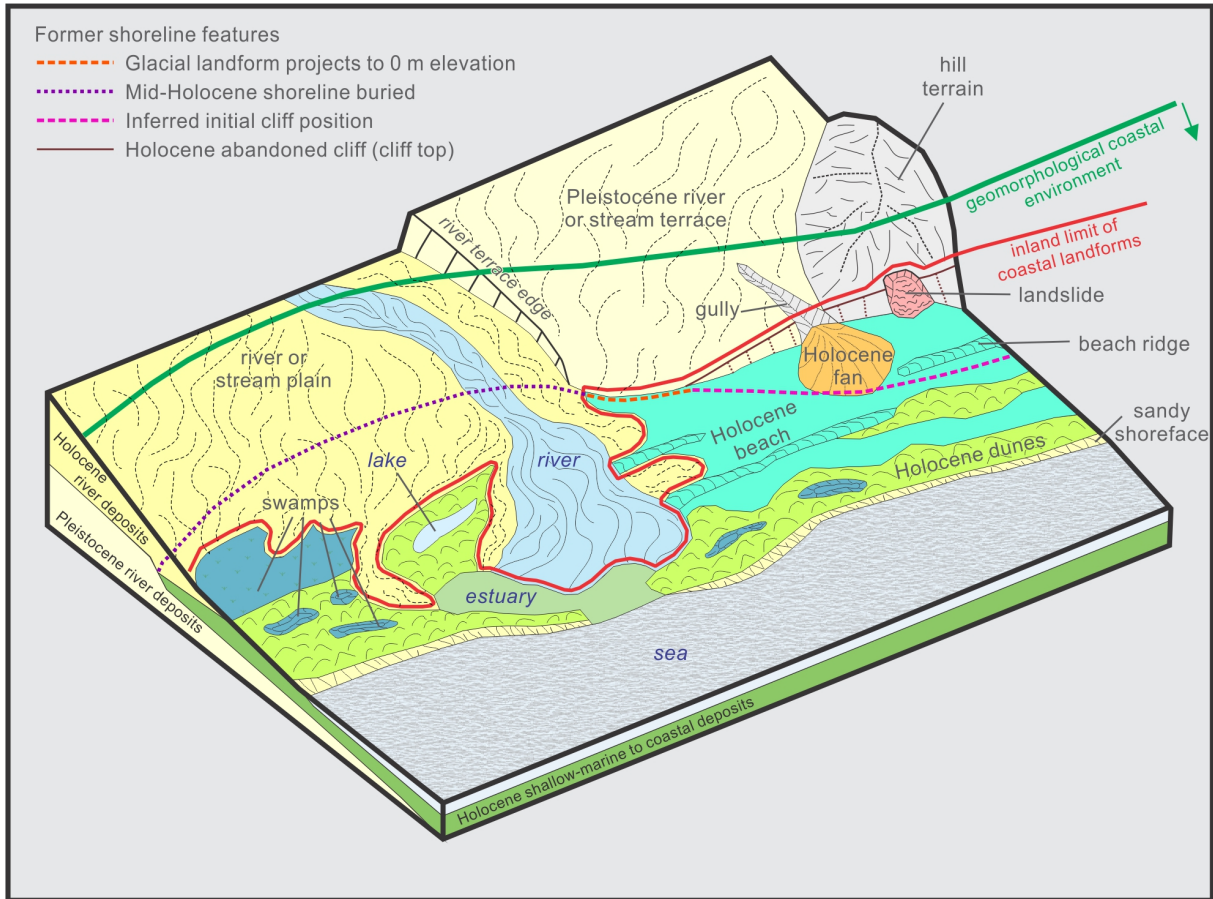 Former shoreline features
Glacial landform projects to 0 m elevation
Mid-Holocene shoreline buried
Inferred initial cliff position
Holocene abandoned cliff (cliff top)
hill
terrain
geomorphological coastal
environment
Pleistocene river
or stream terrace
river terrace edge
inland limit of
coastal landforms
landslide
gully
beach ridge
river or
stream plain
Holocene
fan
sandy
shoreface
Holocene
beach
Holocene dunes
lake
river
swamps
Holocene
river deposits
Pleistocene river deposits
estuary
sea
Holocene shallow-marine to coastal deposits